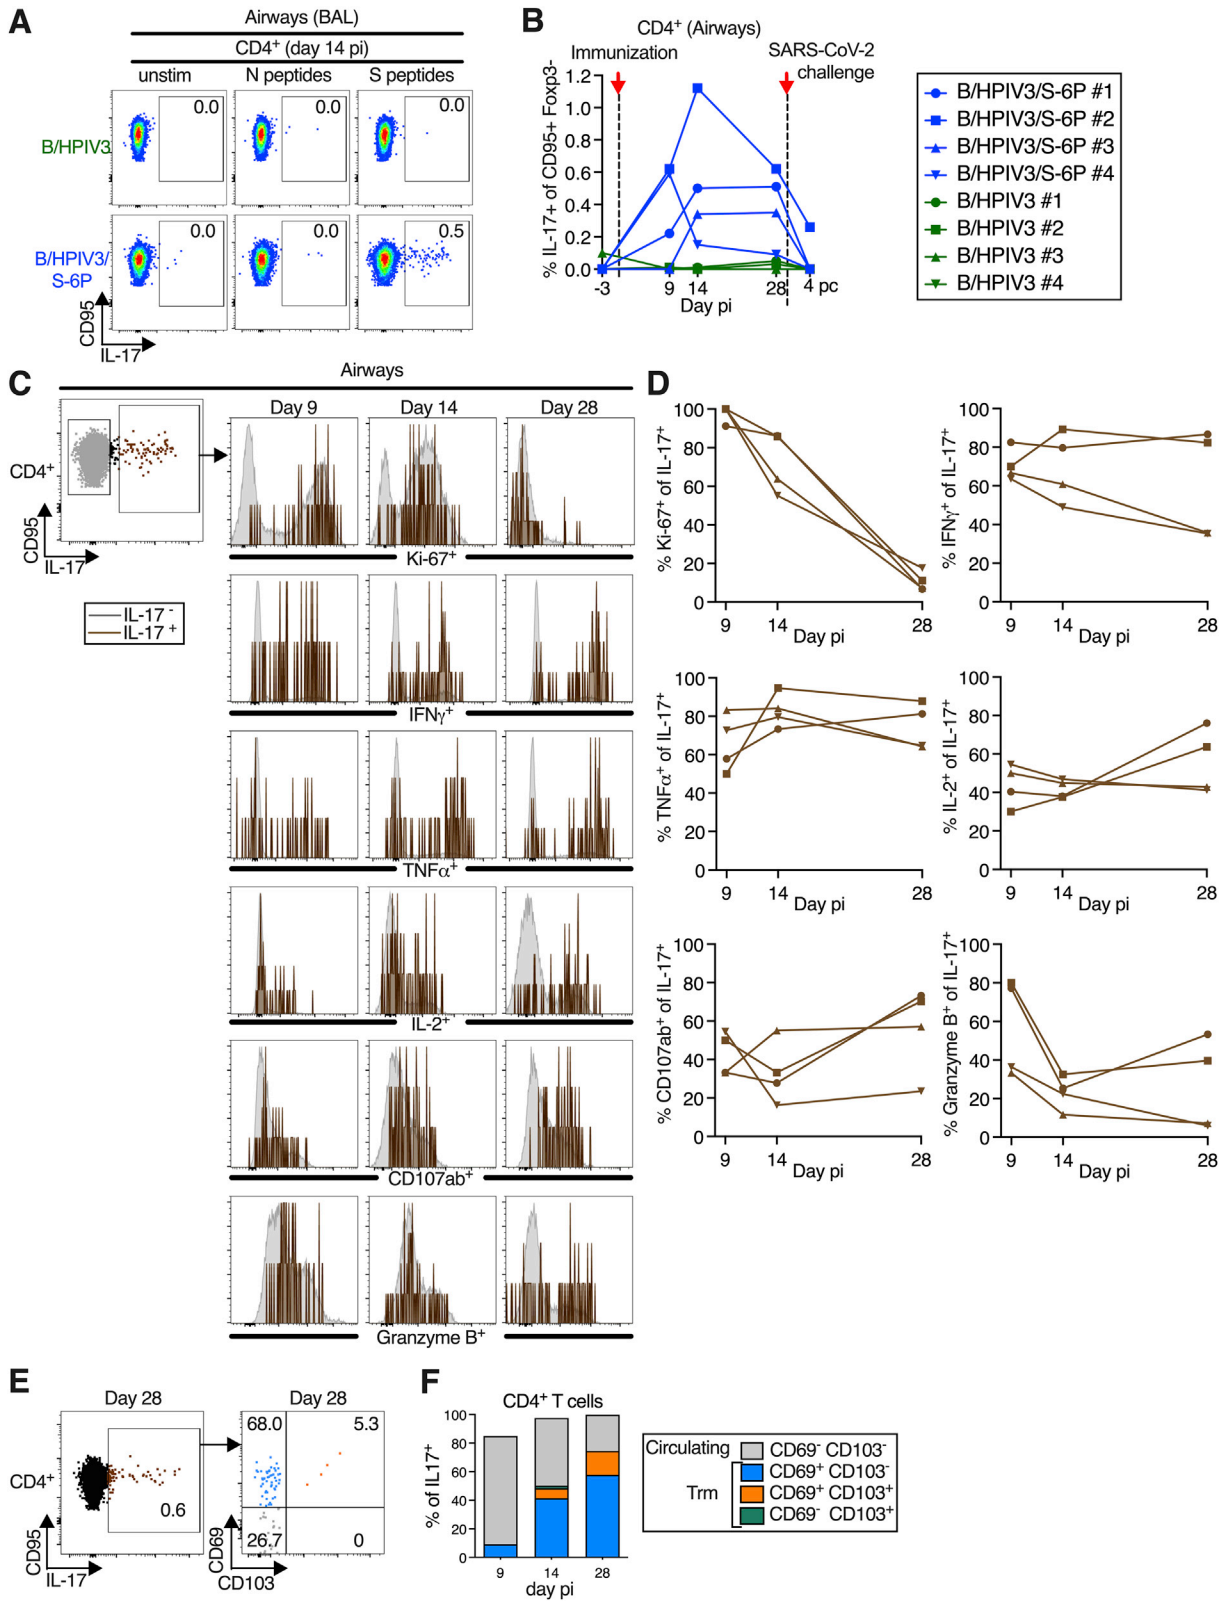 A
Airways (BAL)
CD4+ (day 14 pi)
unstim N peptides S peptides
B/HPIV3
0.0 0.0 0.0
B/HPIV3/
S-6P
0.0 0.0 0.5
CD95
IL-17
B
CD4+ (Airways)
Immunization
SARS-CoV-2
challenge
% IL-17+ of CD95+ Foxp3-
1.2
1.0
0.8
0.6
0.4
0.2
0.0
-3 9 14 28 4 pc
Day pi
B/HPIV3/S-6P #1
B/HPIV3/S-6P #2
B/HPIV3/S-6P #3
B/HPIV3/S-6P #4
B/HPIV3 #1
B/HPIV3 #2
B/HPIV3 #3
B/HPIV3 #4
C
Airways
CD4+
CD95
IL-17
IL-17 -
IL-17 +
Day 9 Day 14 Day 28
Ki-67+
IFNγ+
TNFα+
IL-2+
CD107ab+
Granzyme B+
D
% Ki-67+ of IL-17+
100
80
60
40
20
0
9 14 28
Day pi
% IFNγ+ of IL-17+
100
80
60
40
20
0
9 14 28
Day pi
% TNFα+ of IL-17+
100
80
60
40
20
0
9 14 28
Day pi
% IL-2+ of IL-17+
100
80
60
40
20
0
9 14 28
Day pi
% CD107ab+ of IL-17+
100
80
60
40
20
0
9 14 28
Day pi
% Granzyme B+ of IL-17+
100
80
60
40
20
0
9 14 28
Day pi
E
Day 28 Day 28
CD4+
0.6
CD95
IL-17
68.0 5.3
26.7 0
CD69
CD103
F
CD4+ T cells
% of IL17+
100
80
60
40
20
0
9 14 28
day pi
Circulating CD69- CD103-
Trm
CD69+ CD103-
CD69+ CD103+
CD69- CD103+